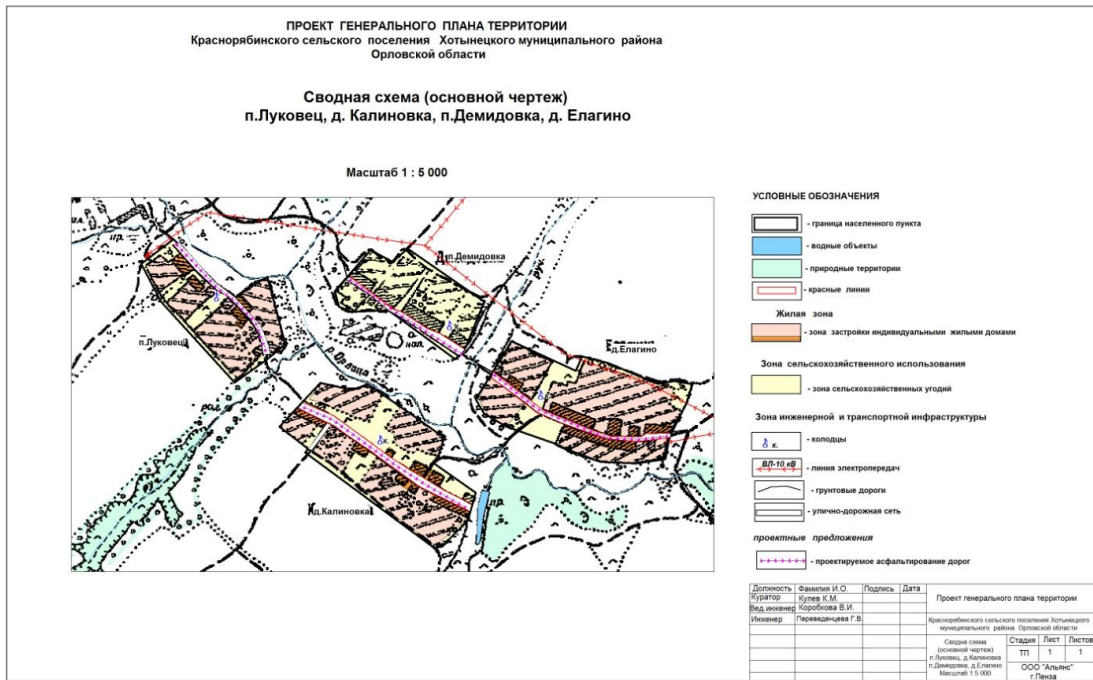 ПРОЕКТ ГЕНЕРАЛЬНОГО ПЛАНА ТЕРРИТОРИИ
Краснорябинского сельского поселения Хотынецкого муниципального района
Орловской области
Сводная схема (основной чертеж)
п.Луковец, д. Калиновка, п.Демидовка, д. Елагино
Масштаб 1 : 5 000
п.Демидовка
п.Луковец
д.Елагино
р. Орлица
пр.
нап.
к.
д.Калиновка
пр.
УСЛОВНЫЕ ОБОЗНАЧЕНИЯ
- граница населенного пункта
- водные объекты
- природные территории
- красные линии
Жилая зона
- зона застройки индивидуальными жилыми домами
Зона сельскохозяйственного использования
- зона сельскохозяйственных угодий
Зона инженерной и транспортной инфраструктуры
к. - колодцы
ВЛ-10 кВ - линия электропередач
- грунтовые дороги
- улично-дорожная сеть
проектные предложения
- проектируемое асфальтирование дорог
Должность Фамилия И.О. Подпись Дата
Куратор Кулев К.М.
Вед.инженер Коробкова В.И.
Инженер Переведенцева Г.В.
Проект генерального плана территории
Краснорябинского сельского поселения Хотынецкого
муниципального района Орловской области
Сводна схема
(основной чертеж)
п.Луковец, д.Калиновка
п.Демидовка, д.Елагино
Масштаб 1:5 000
Стадия Лист Листов
ТП 1 1
ООО "Альянс"
г.Пенза